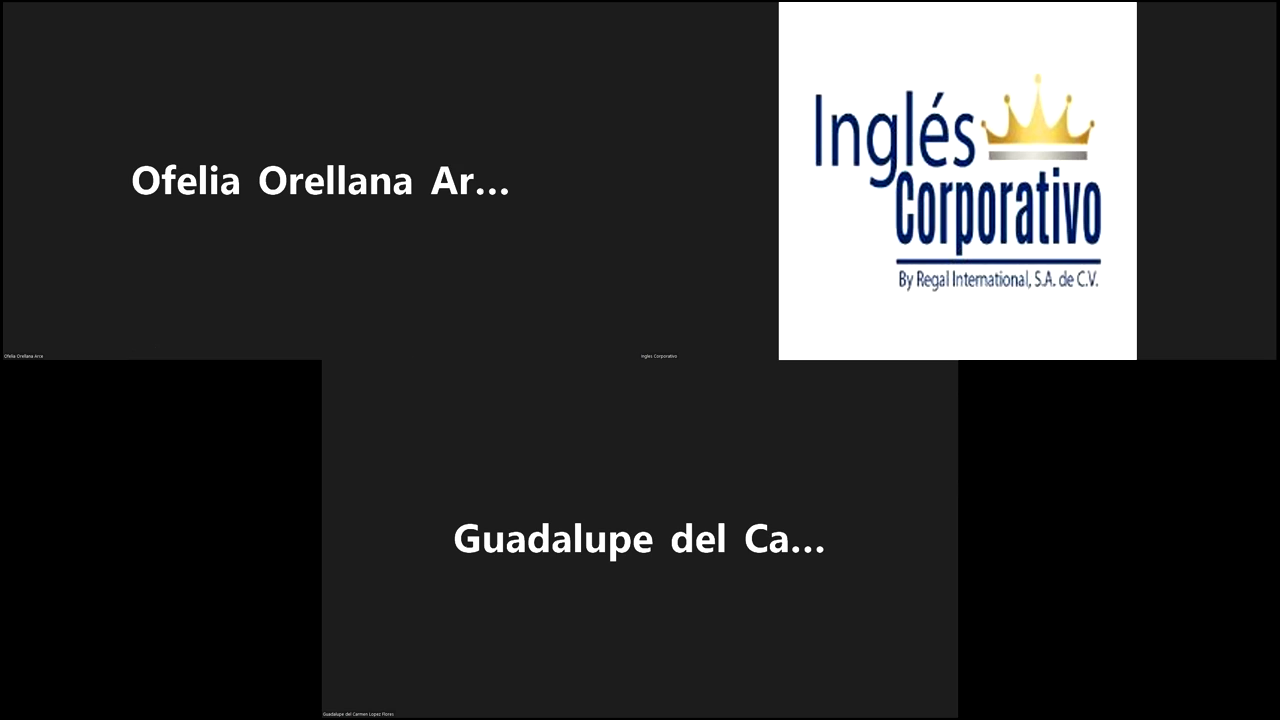 Ofelia Orellana Ar...
Inglés
Corporativo
By Regal International, S.A. de C.V.
Ofelia Orellana Arce
Ingles Corporativo
Guadalupe del Ca...
Guadalupe del Carmen Lopez Flores